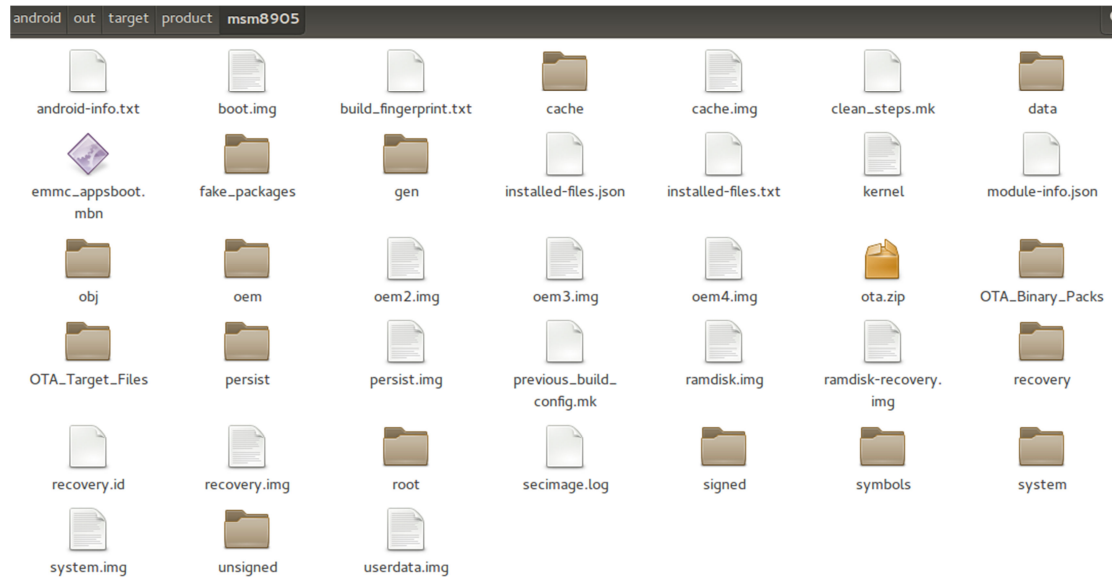 android out target product msm8905
android-info.txt boot.img build_fingerprint.txt cache cache.img clean_steps.mk data
emmc_appsboot. fake_packages gen installed-files.json installed-files.txt kernel module-info.json
mbn
obj oem oem2.img oem3.img oem4.img ota.zip OTA_Binary_Packs
OTA_Target_Files persist persist.img previous_build_ ramdisk.img ramdisk-recovery. recovery
config.mk img
recovery.id recovery.img root secimage.log signed symbols system
system.img unsigned userdata.img